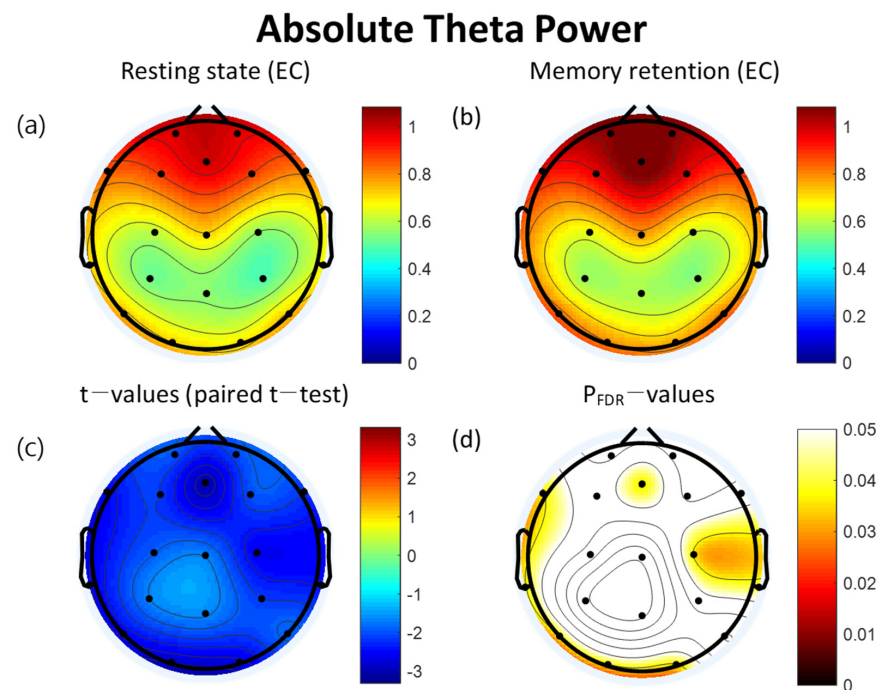 Absolute Theta Power
Resting state (EC)
Memory retention (EC)
(a)
1
0.8
0.6
0.4
0.2
0
(b)
1
0.8
0.6
0.4
0.2
0
t−values (paired t−test)
P_FDR−values
(c)
3
2
1
0
-1
-2
-3
(d)
0.05
0.04
0.03
0.02
0.01
0